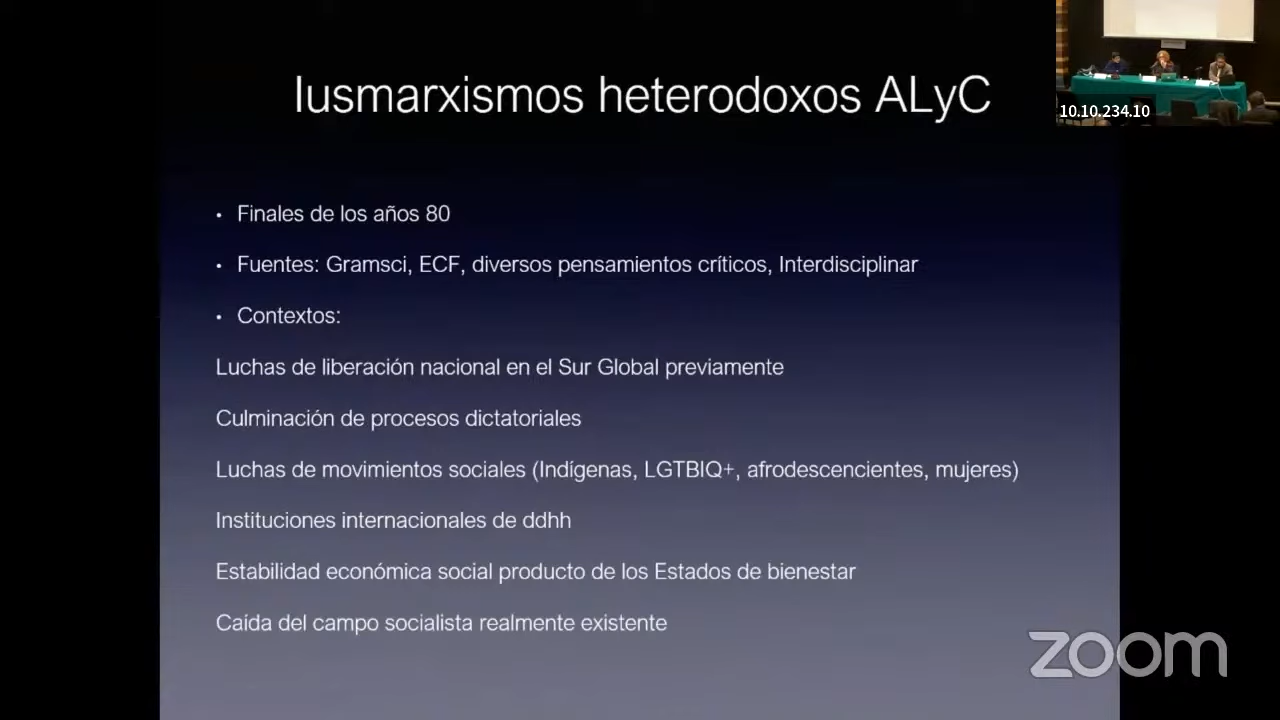 Iusmarxismos heterodoxos ALyC
10.10.234.10
• Finales de los años 80
• Fuentes: Gramsci, ECF, diversos pensamientos críticos, Interdisciplinar
• Contextos:
Luchas de liberación nacional en el Sur Global previamente
Culminación de procesos dictatoriales
Luchas de movimientos sociales (Indígenas, LGTBIQ+, afrodescencientes, mujeres)
Instituciones internacionales de ddhh
Estabilidad económica social producto de los Estados de bienestar
Caída del campo socialista realmente existente
zoom